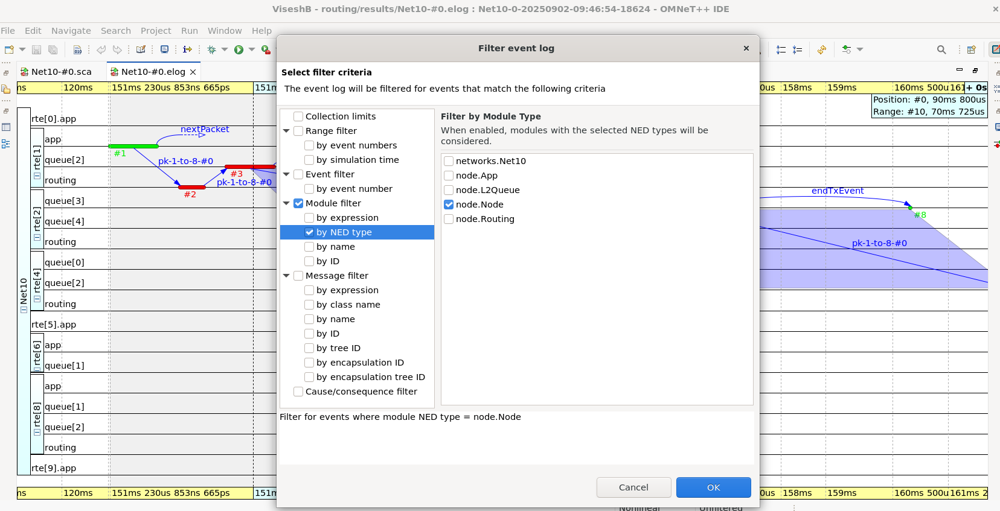 ViseshB - routing/results/Net10-#0.elog : Net10-0-20250902-09:46:54-18624 - OMNeT++ IDE
File Edit Navigate Search Project Run Window Help
Net10-#0.sca
Net10-#0.elog
ns 120ms 151ms 230us 853ns 665ps 151m
0us 158ms 159ms 160ms 500u 161 + 0s
Position: #0, 90ms 800us
Range: #10, 70ms 725us
Net10
rte[0].app
rte[1]
app
queue[2]
routing
rte[2]
queue[3]
queue[4]
routing
rte[4]
queue[0]
queue[2]
routing
rte[5].app
rte[6]
app
queue[1]
rte[8]
app
queue[1]
queue[2]
routing
rte[9].app
nextPacket
#1
pk-1-to-8-#0
#3
pk-1-to-8-#0
#2
endTxEvent
#8
pk-1-to-8-#0
ns 120ms 151ms 230us 853ns 665ps 151m
0us 158ms 159ms 160ms 500u 161ms 2
Filter event log
Select filter criteria
The event log will be filtered for events that match the following criteria
Collection limits
Range filter
by event numbers
by simulation time
Event filter
by event number
Module filter
by expression
by NED type
by name
by ID
Message filter
by expression
by class name
by name
by ID
by tree ID
by encapsulation ID
by encapsulation tree ID
Cause/consequence filter
Filter by Module Type
When enabled, modules with the selected NED types will be
considered.
networks.Net10
node.App
node.L2Queue
node.Node
node.Routing
Filter for events where module NED type = node.Node
Cancel
OK
Nonlinear
Unfiltered